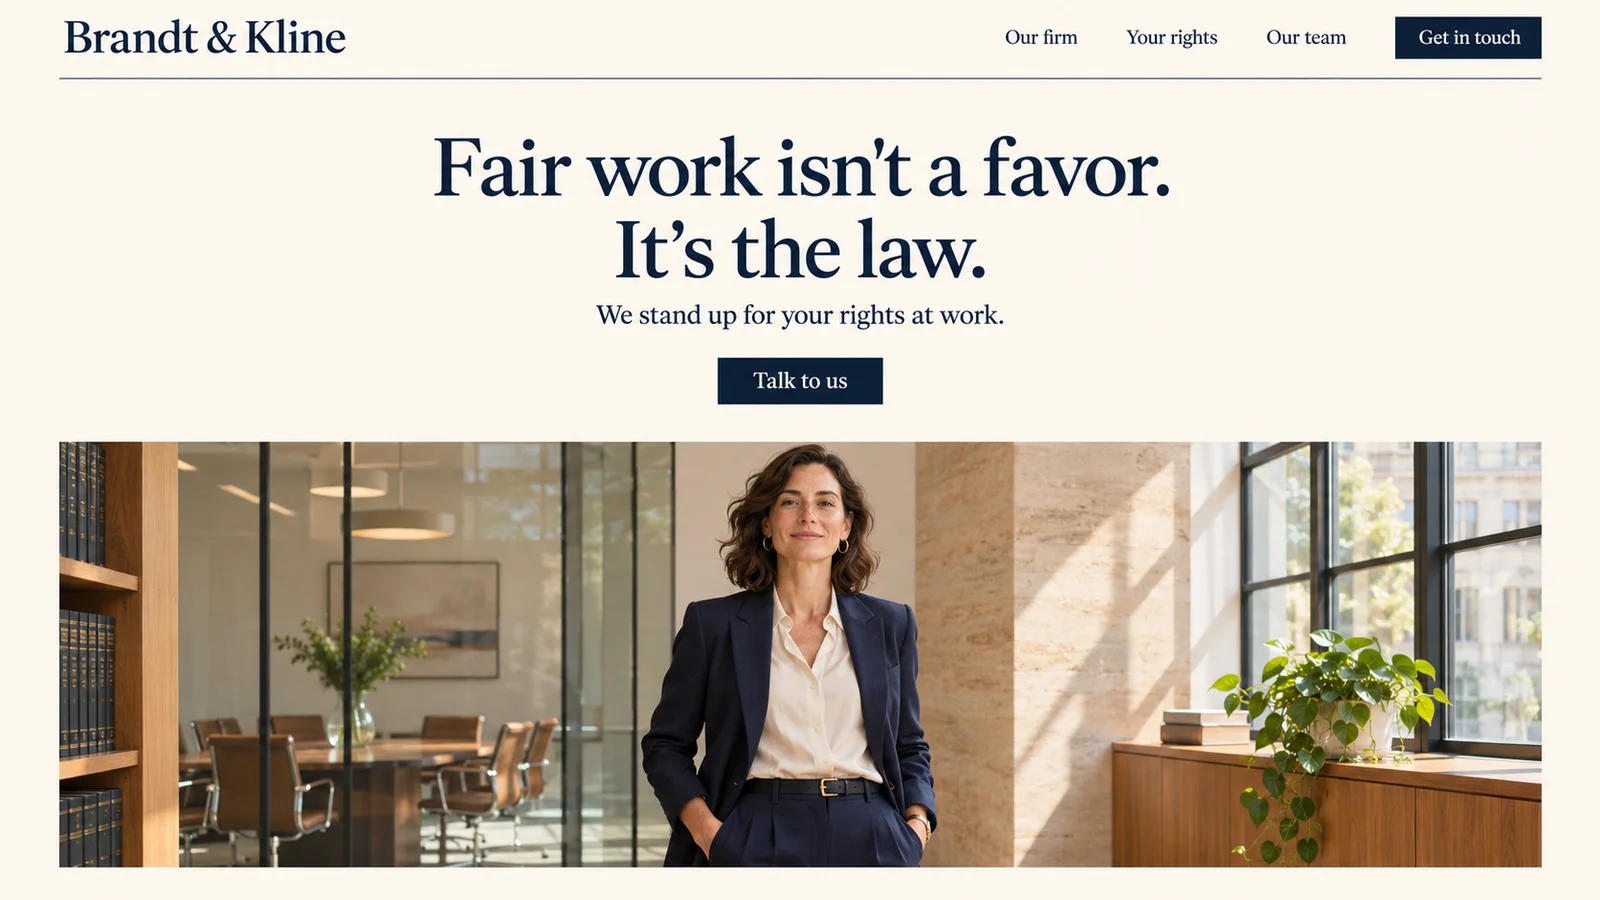 Brandt & Kline
Our firm
Your rights
Our team
Get in touch
Fair work isn't a favor.
It’s the law.
We stand up for your rights at work.
Talk to us